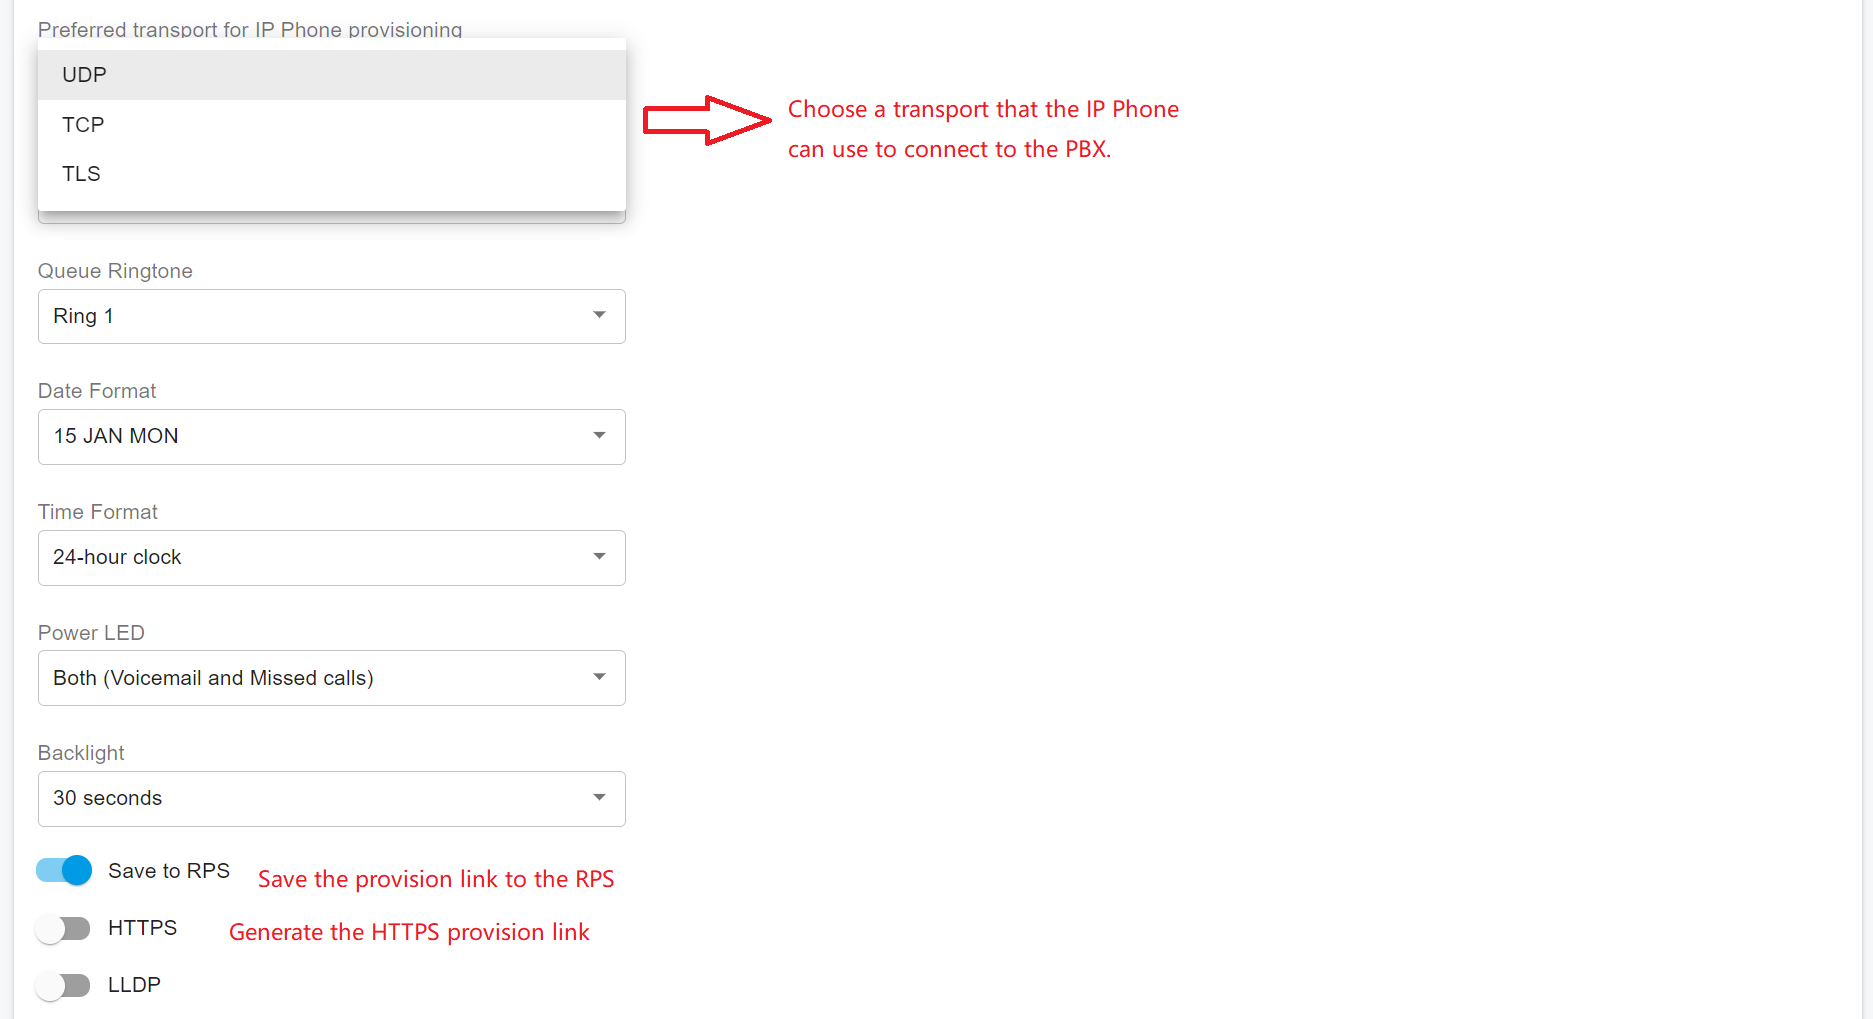 Preferred transport for IP Phone provisioning
UDP
TCP
TLS
Choose a transport that the IP Phone
can use to connect to the PBX.
Queue Ringtone
Ring 1
Date Format
15 JAN MON
Time Format
24-hour clock
Power LED
Both (Voicemail and Missed calls)
Backlight
30 seconds
Save to RPS
Save the provision link to the RPS
HTTPS
Generate the HTTPS provision link
LLDP